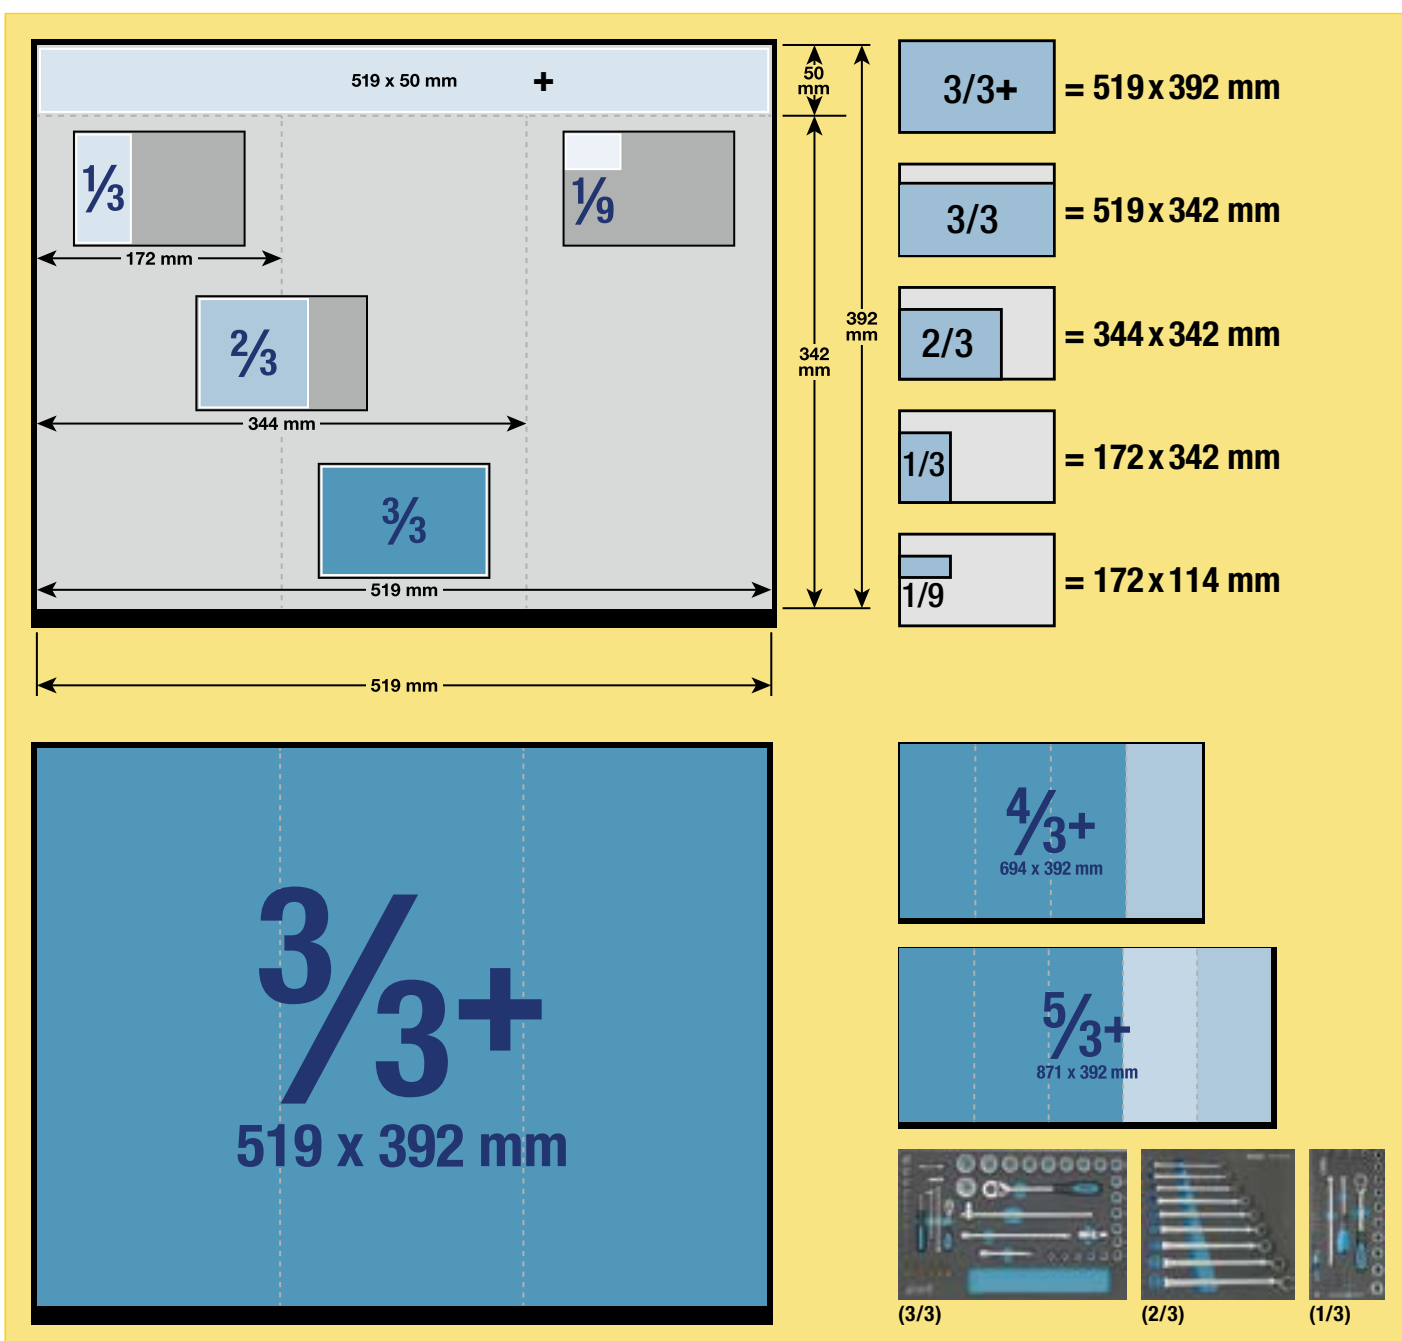 519 x 50 mm +
50 mm
1/3
1/9
172 mm
2/3
344 mm
342 mm
392 mm
3/3
519 mm
519 mm
3/3+ = 519 x 392 mm
3/3 = 519 x 342 mm
2/3 = 344 x 342 mm
1/3 = 172 x 342 mm
1/9 = 172 x 114 mm
3/3+
519 x 392 mm
4/3+
694 x 392 mm
5/3+
871 x 392 mm
(3/3) (2/3) (1/3)